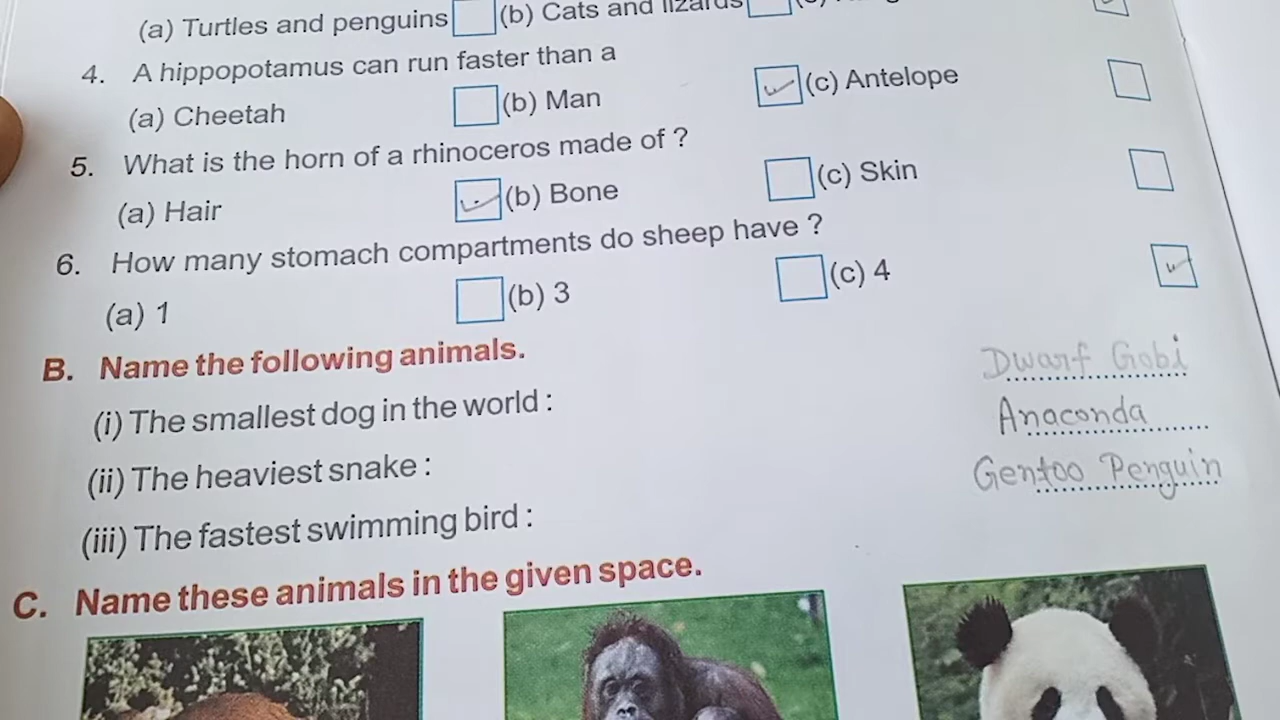 (a) Turtles and penguins (b) Cats and lizards
4. A hippopotamus can run faster than a
(a) Cheetah (b) Man (c) Antelope
5. What is the horn of a rhinoceros made of ?
(a) Hair (b) Bone (c) Skin
6. How many stomach compartments do sheep have ?
(a) 1 (b) 3 (c) 4
B. Name the following animals.
(i) The smallest dog in the world : Dwarf Gobi
(ii) The heaviest snake : Anaconda
(iii) The fastest swimming bird : Gentoo Penguin
C. Name these animals in the given space.